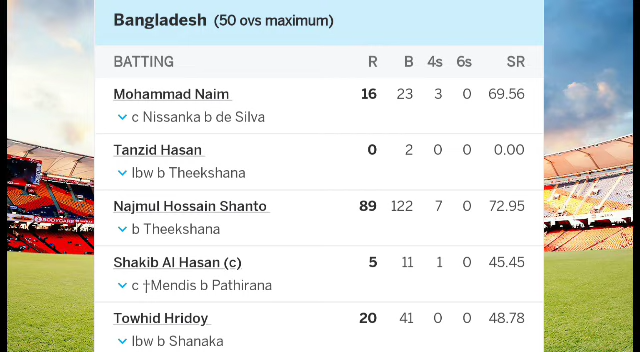 Bangladesh (50 ovs maximum)
BATTING R B 4s 6s SR
Mohammad Naim 16 23 3 0 69.56
c Nissanka b de Silva
Tanzid Hasan 0 2 0 0 0.00
lbw b Theekshana
Najmul Hossain Shanto 89 122 7 0 72.95
b Theekshana
Shakib Al Hasan (c) 5 11 1 0 45.45
c †Mendis b Pathirana
Towhid Hridoy 20 41 0 0 48.78
lbw b Shanaka